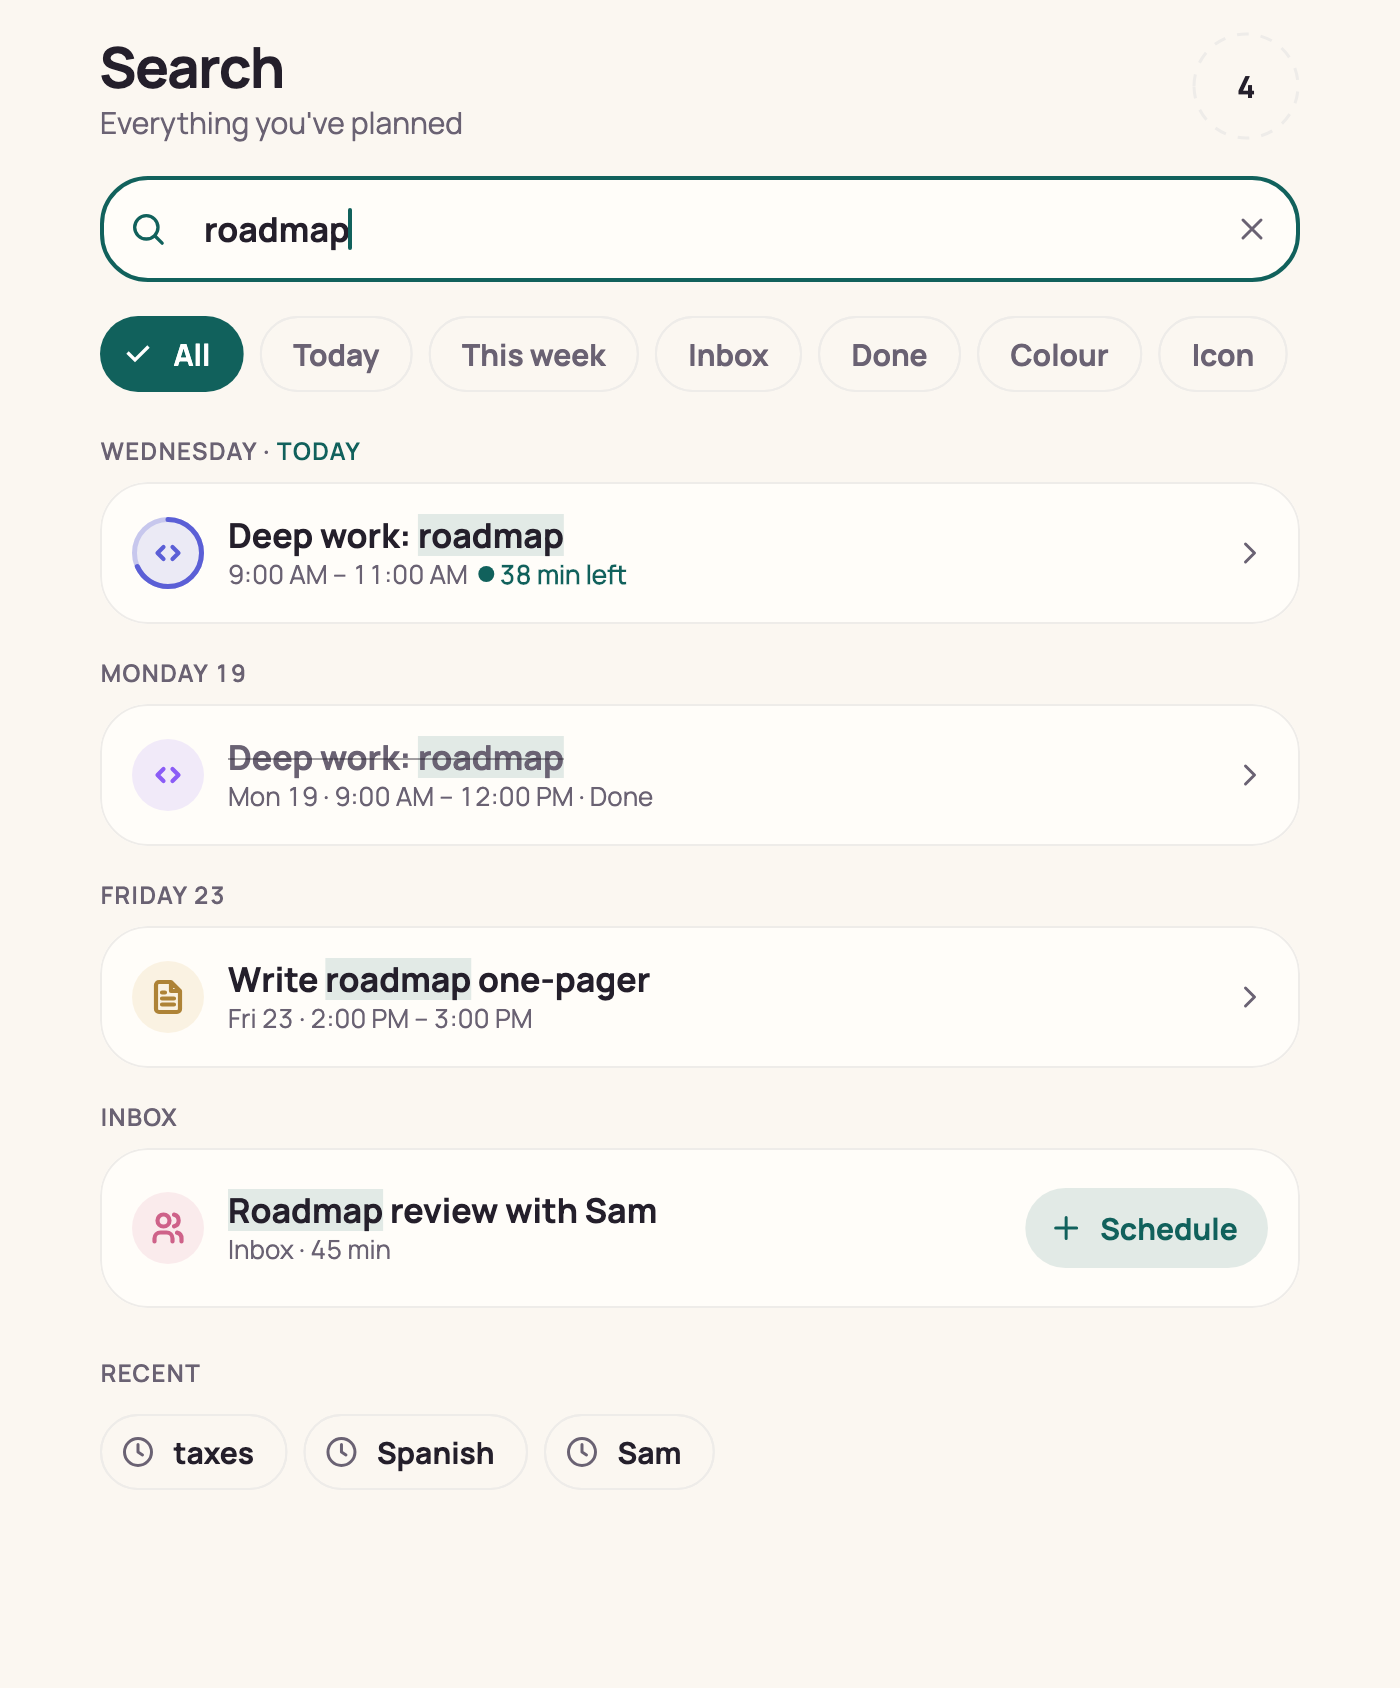 Search
4
Everything you've planned
roadmap
All Today This week Inbox Done Colour Icon
WEDNESDAY · TODAY
Deep work: roadmap
9:00 AM – 11:00 AM 38 min left
MONDAY 19
Deep work: roadmap
Mon 19 · 9:00 AM – 12:00 PM · Done
FRIDAY 23
Write roadmap one-pager
Fri 23 · 2:00 PM – 3:00 PM
INBOX
Roadmap review with Sam
Inbox · 45 min
Schedule
RECENT
taxes Spanish Sam